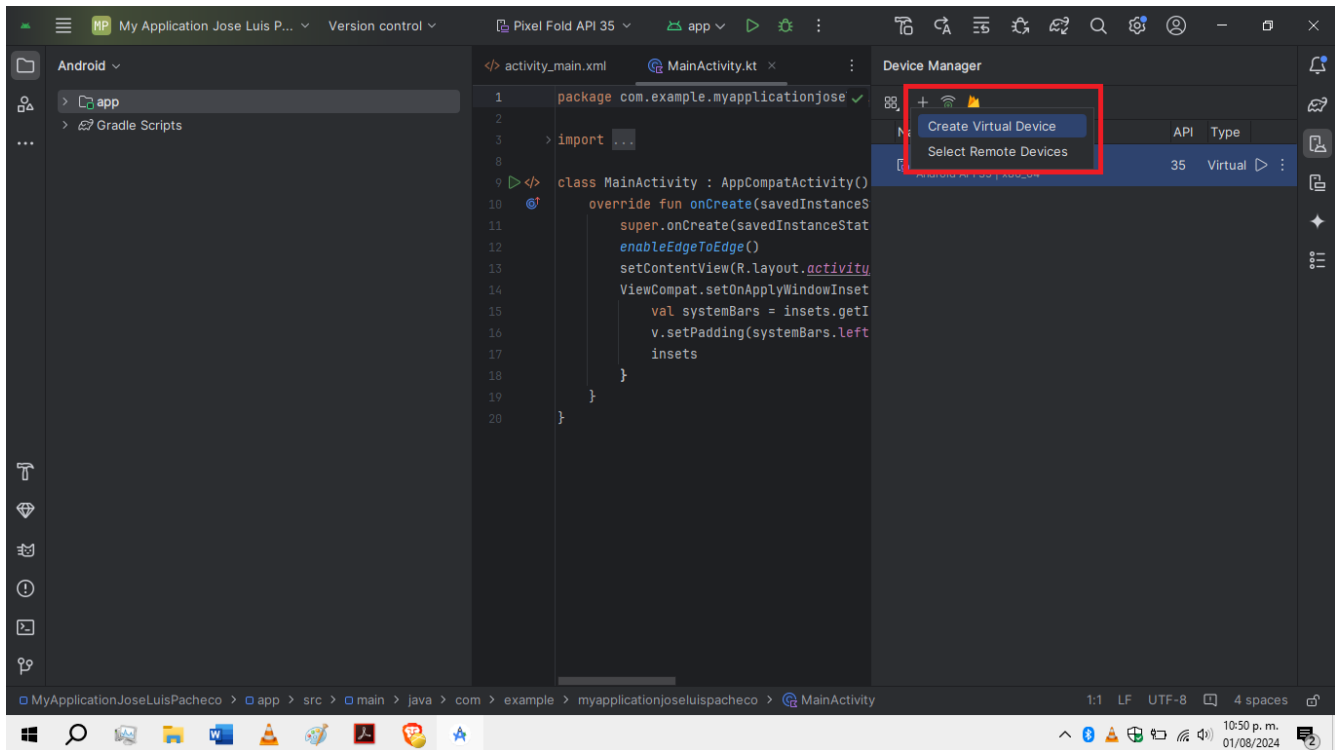 MP My Application Jose Luis P... Version control Pixel Fold API 35 app
Android
activity_main.xml MainActivity.kt
Device Manager
app
Gradle Scripts
1 package com.example.myapplicationjose
2
3 import ...
8
9 class MainActivity : AppCompatActivity()
10 override fun onCreate(savedInstanceS
11 super.onCreate(savedInstanceStat
12 enableEdgeToEdge()
13 setContentView(R.layout.activity
14 ViewCompat.setOnApplyWindowInset
15 val systemBars = insets.getI
16 v.setPadding(systemBars.left
17 insets
18 }
19 }
20 }
Create Virtual Device
Select Remote Devices
API Type
35 Virtual
MyApplicationJoseLuisPacheco > app > src > main > java > com > example > myapplicationjoseluispacheco > MainActivity
1:1 LF UTF-8 4 spaces
10:50 p. m.
01/08/2024
2